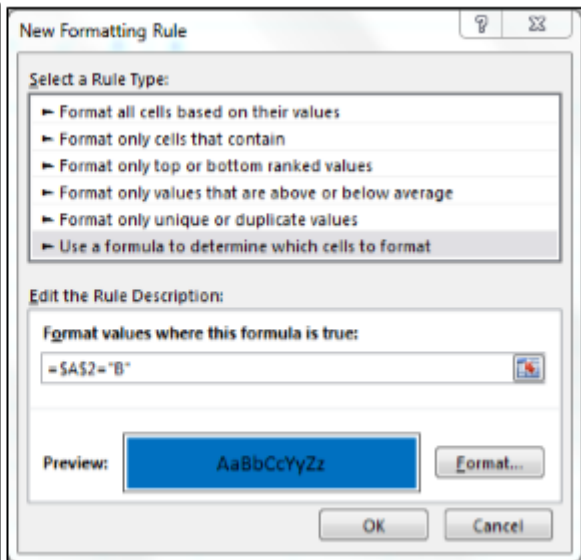 New Formatting Rule
Select a Rule Type:
► Format all cells based on their values
► Format only cells that contain
► Format only top or bottom ranked values
► Format only values that are above or below average
► Format only unique or duplicate values
► Use a formula to determine which cells to format
Edit the Rule Description:
Format values where this formula is true:
=$A$2="B"
Preview: AaBbCcYyZz Format...
OK Cancel